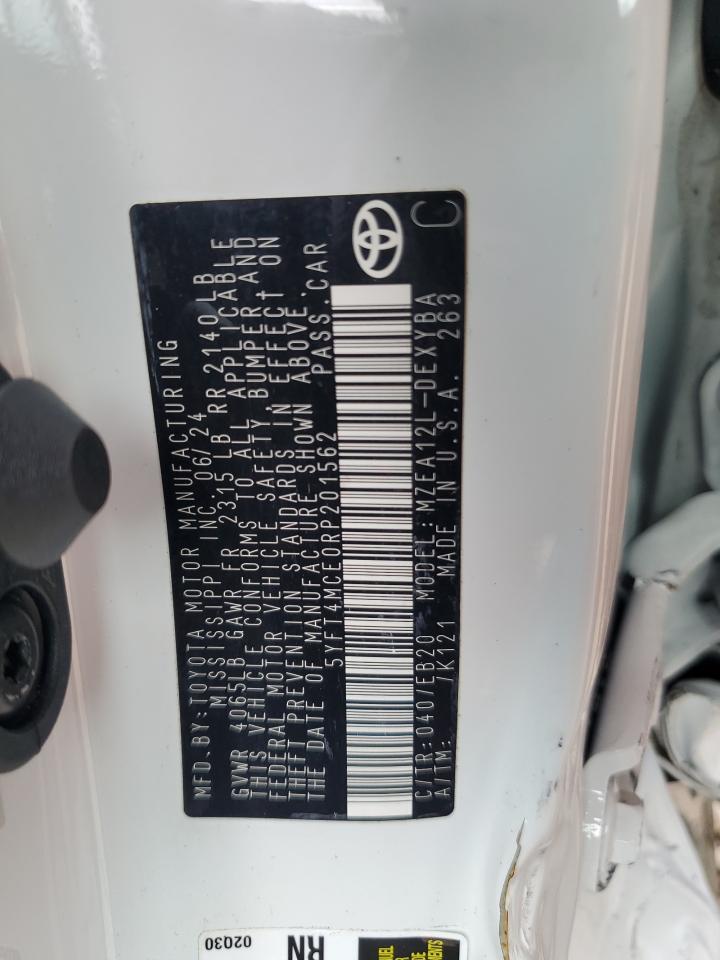 MFD. BY: TOYOTA MOTOR MANUFACTURING
MISSISSIPPI INC. 06/24
GVWR 4065LB GAWR FR 2315 LB RR 2140 LB
THIS VEHICLE CONFORMS TO ALL APPLICABLE
FEDERAL MOTOR VEHICLE SAFETY, BUMPER AND
THEFT PREVENTION STANDARDS IN EFFECT ON
THE DATE OF MANUFACTURE SHOWN ABOVE.
5YFT4MCE0RP201562 PASS. CAR
C/TR: 040/EB20 MODEL: MZEA12L-DEXYBA
A/TM: /K121 MADE IN U.S.A. 263
C
02Q30
RN